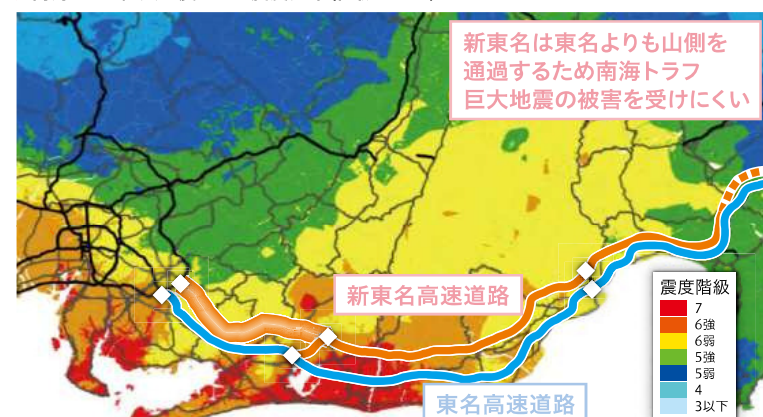 新東名は東名よりも山側を
通過するため南海トラフ
巨大地震の被害を受けにくい
新東名高速道路
東名高速道路
震度階級
7
6強
6弱
5強
5弱
4
3以下